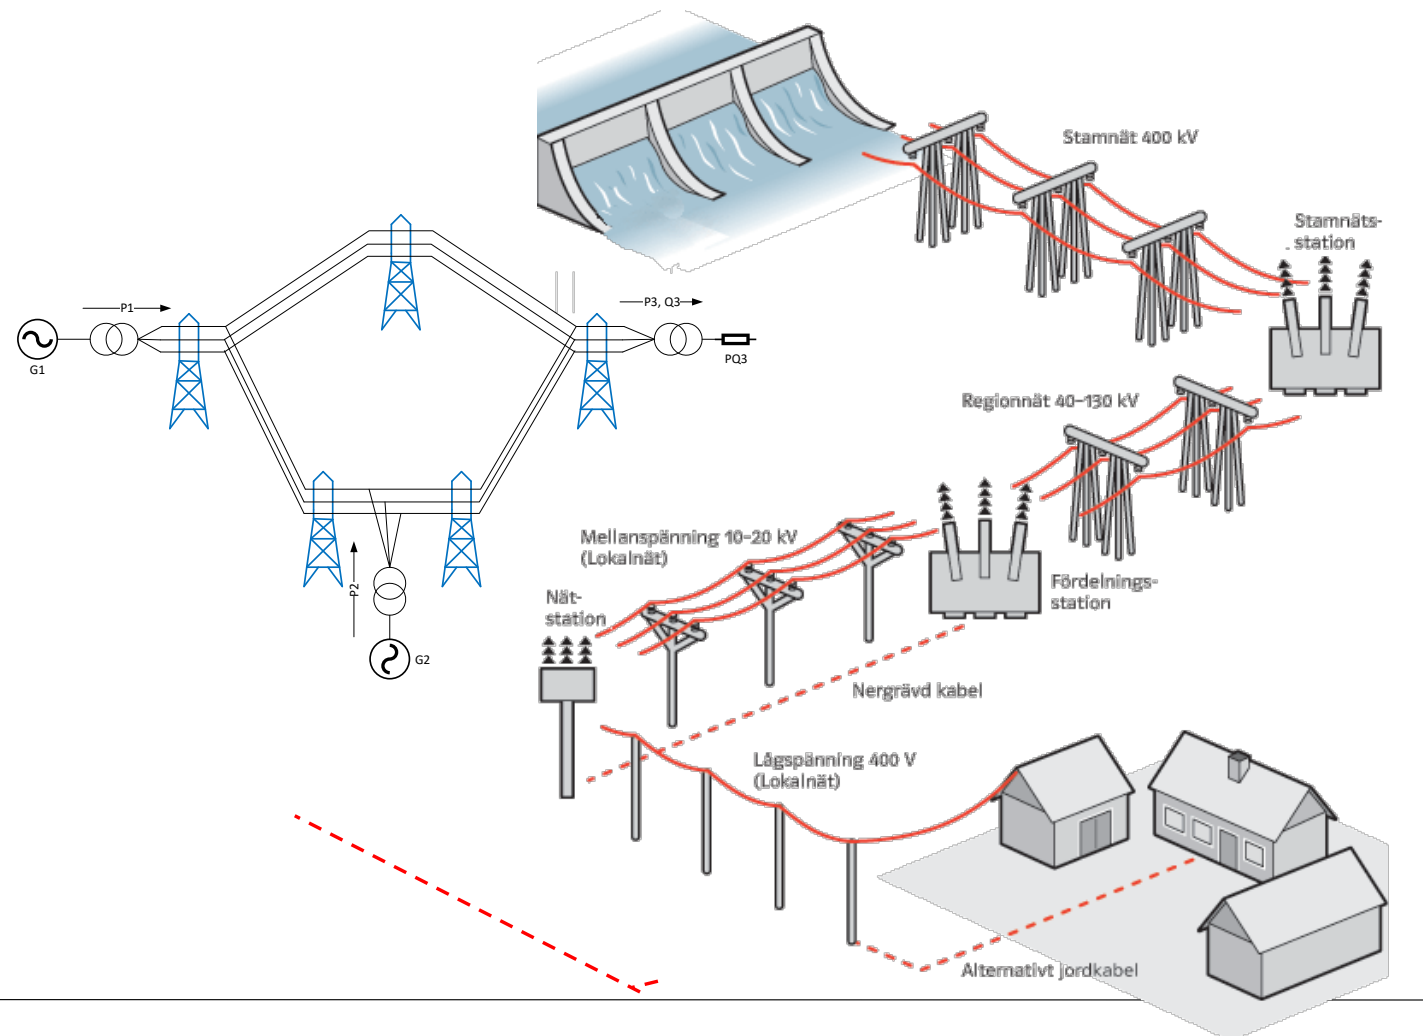 Stamnät 400 kV
Stamnäts-
station
P1
P3, Q3
G1
PQ3
Regionnät 40-130 kV
Mellanspänning 10-20 kV
(Lokalnät)
Nät-
station
Fördelnings-
station
P2
G2
Nergrävd kabel
Lågspänning 400 V
(Lokalnät)
Alternativt jordkabel